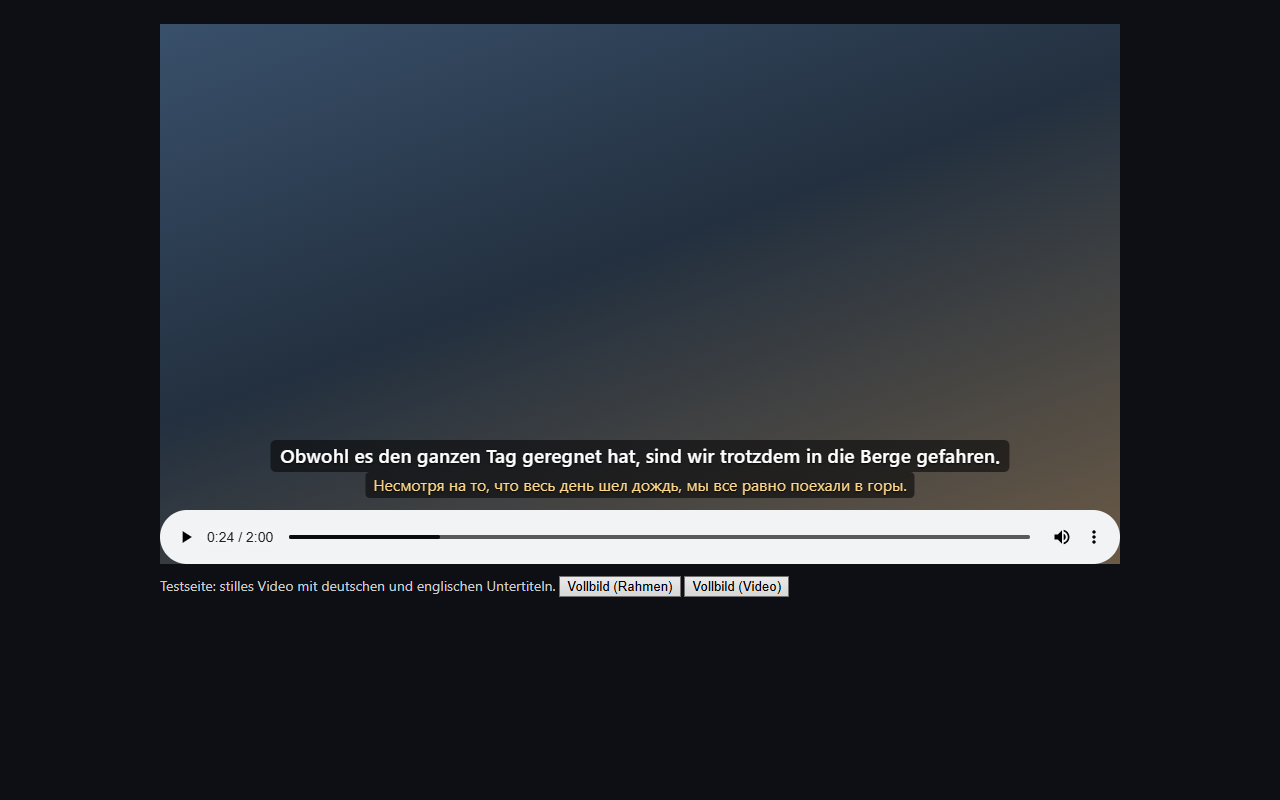 Obwohl es den ganzen Tag geregnet hat, sind wir trotzdem in die Berge gefahren.
Несмотря на то, что весь день шел дождь, мы все равно поехали в горы.
0:24 / 2:00
Testseite: stilles Video mit deutschen und englischen Untertiteln. Vollbild (Rahmen) Vollbild (Video)